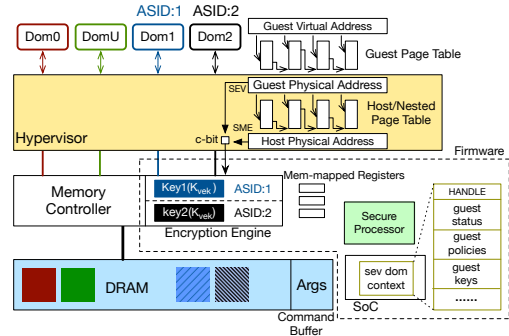 ASID:1
ASID:2
Dom0
DomU
Dom1
Dom2
Guest Virtual Address
Guest Page Table
SEV
Guest Physical Address
Host/Nested
Page Table
Hypervisor
SME
c-bit
Host Physical Address
Firmware
Memory
Controller
Key1(Kvek)
ASID:1
key2(Kvek)
ASID:2
Encryption Engine
Mem-mapped Registers
Secure
Processor
HANDLE
guest
status
guest
policies
guest
keys
......
sev dom
context
SoC
DRAM
Args
Command
Buffer